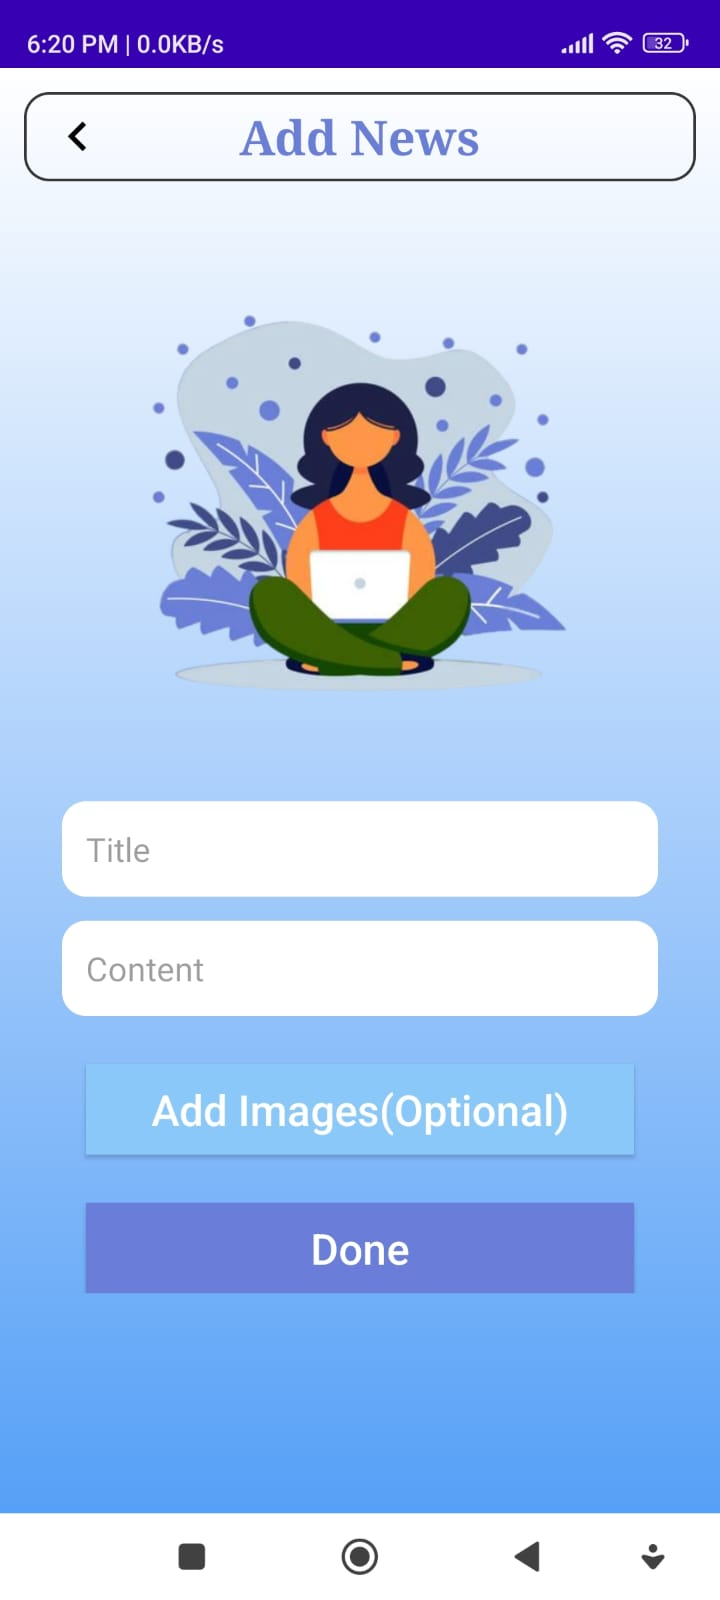 6:20 PM | 0.0KB/s
32
Add News
Title
Content
Add Images(Optional)
Done